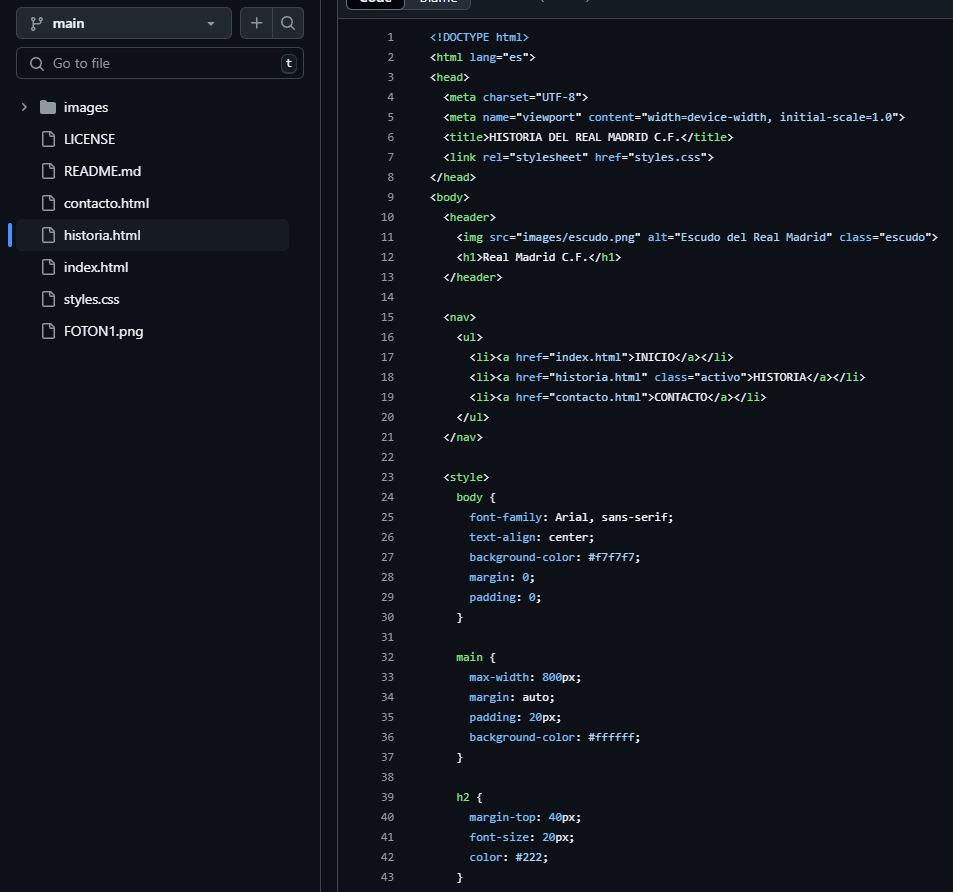 main
Go to file
t
images
LICENSE
README.md
contacto.html
historia.html
index.html
styles.css
FOTON1.png
Code Blame
1 <!DOCTYPE html>
2 <html lang="es">
3 <head>
4 <meta charset="UTF-8">
5 <meta name="viewport" content="width=device-width, initial-scale=1.0">
6 <title>HISTORIA DEL REAL MADRID C.F.</title>
7 <link rel="stylesheet" href="styles.css">
8 </head>
9 <body>
10 <header>
11 <img src="images/escudo.png" alt="Escudo del Real Madrid" class="escudo">
12 <h1>Real Madrid C.F.</h1>
13 </header>
14
15 <nav>
16 <ul>
17 <li><a href="index.html">INICIO</a></li>
18 <li><a href="historia.html" class="activo">HISTORIA</a></li>
19 <li><a href="contacto.html">CONTACTO</a></li>
20 </ul>
21 </nav>
22
23 <style>
24 body {
25 font-family: Arial, sans-serif;
26 text-align: center;
27 background-color: #f7f7f7;
28 margin: 0;
29 padding: 0;
30 }
31
32 main {
33 max-width: 800px;
34 margin: auto;
35 padding: 20px;
36 background-color: #ffffff;
37 }
38
39 h2 {
40 margin-top: 40px;
41 font-size: 20px;
42 color: #222;
43 }